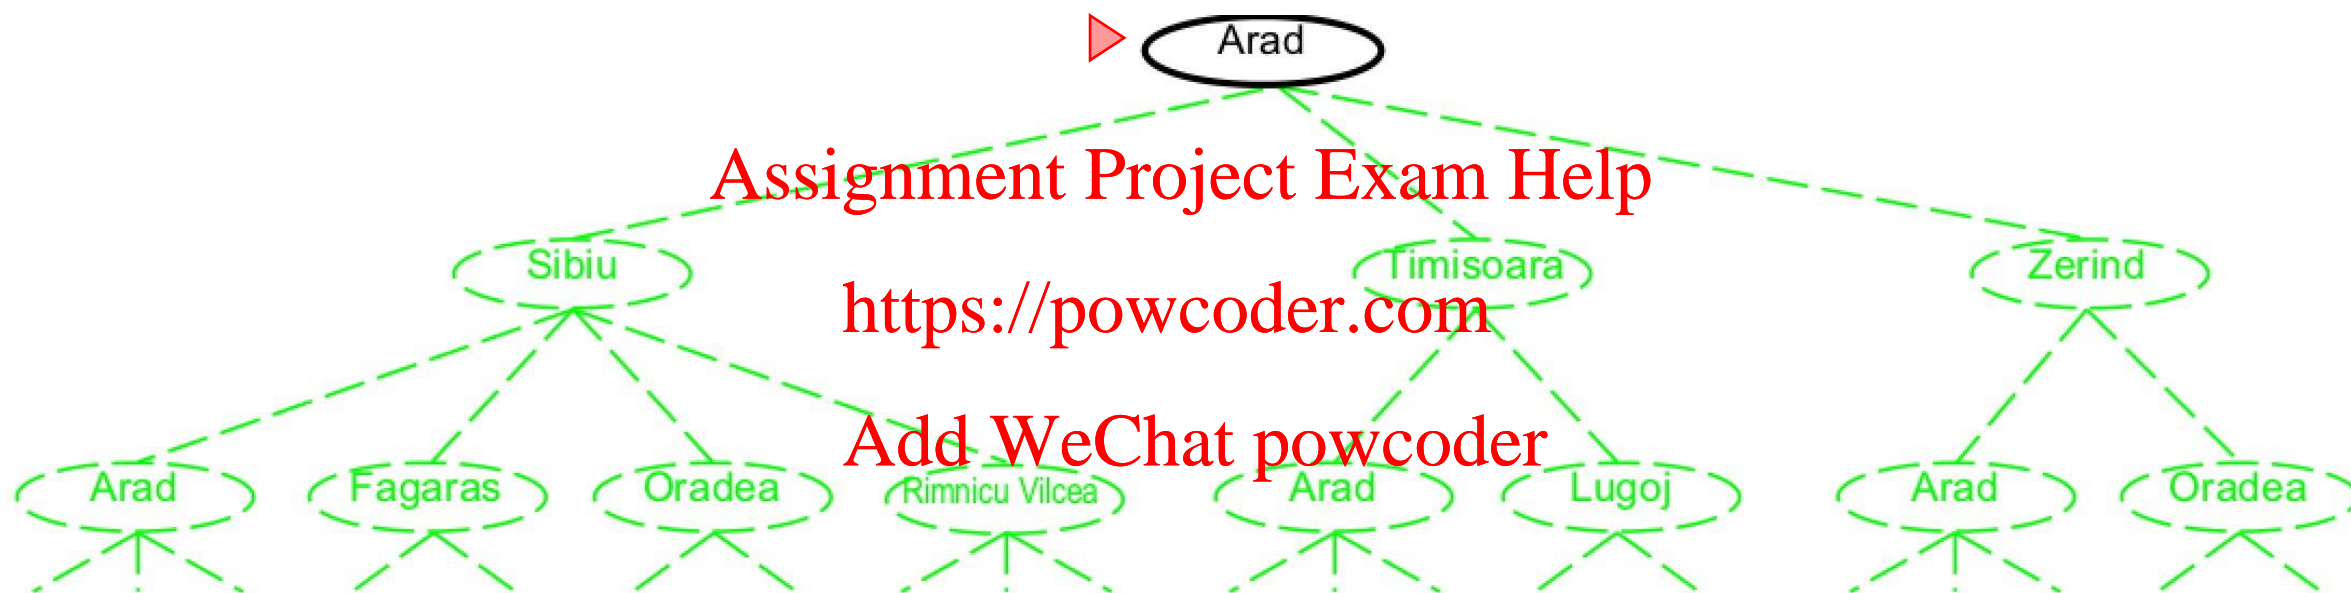 Arad
Assignment Project Exam Help
Sibiu Timisoara Zerind
https://powcoder.com
Add WeChat powcoder
Arad Fagaras Oradea Rimnicu Vilcea Arad Lugoj Arad Oradea